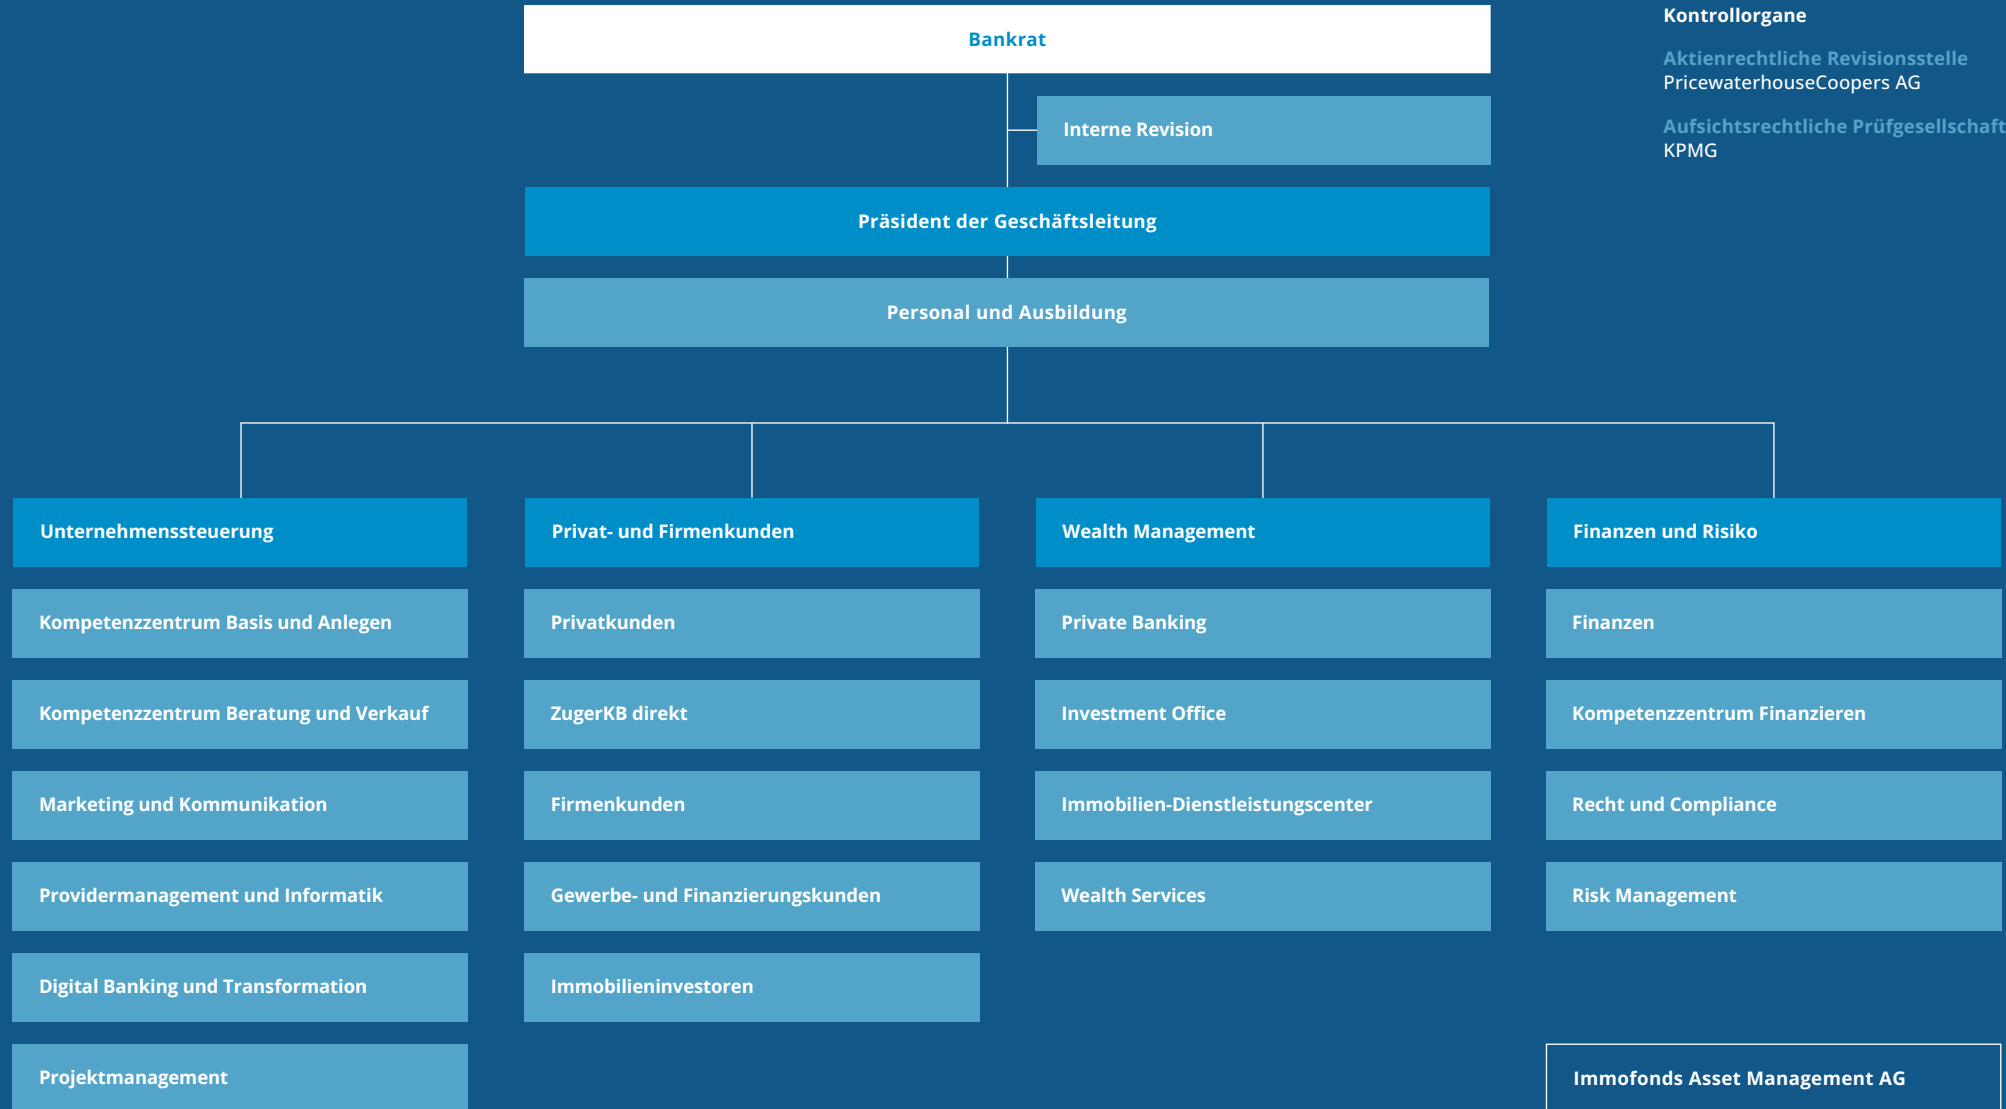 Bankrat
Kontrollorgane
Aktienrechtliche Revisionsstelle
PricewaterhouseCoopers AG
Aufsichtsrechtliche Prüfgesellschaft
KPMG
Interne Revision
Präsident der Geschäftsleitung
Personal und Ausbildung
Unternehmenssteuerung
Kompetenzzentrum Basis und Anlegen
Kompetenzzentrum Beratung und Verkauf
Marketing und Kommunikation
Providermanagement und Informatik
Digital Banking und Transformation
Projektmanagement
Privat- und Firmenkunden
Privatkunden
ZugerKB direkt
Firmenkunden
Gewerbe- und Finanzierungskunden
Immobilieninvestoren
Wealth Management
Private Banking
Investment Office
Immobilien-Dienstleistungscenter
Wealth Services
Finanzen und Risiko
Finanzen
Kompetenzzentrum Finanzieren
Recht und Compliance
Risk Management
Immofonds Asset Management AG